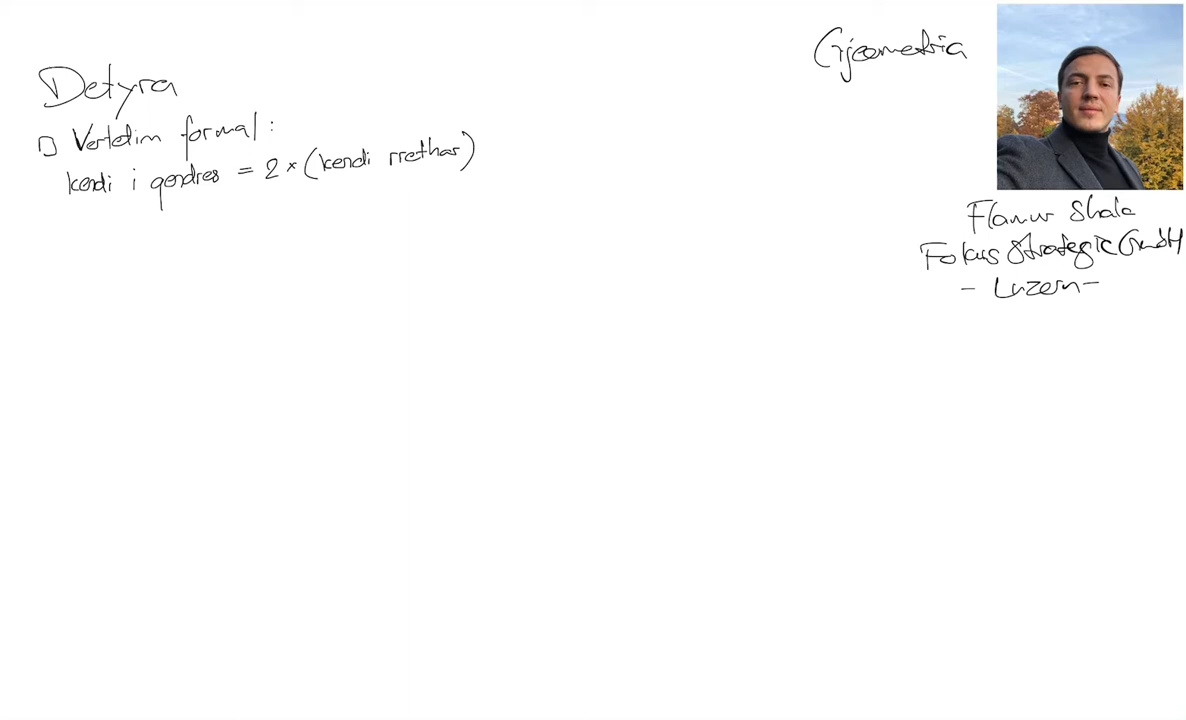 Gjeometria
Detyra
Vertetim formal:
kendi i qendres = 2 × (kendi rrethor)
Flamur Shala
Fokus Strategic GmbH
- Luzern -